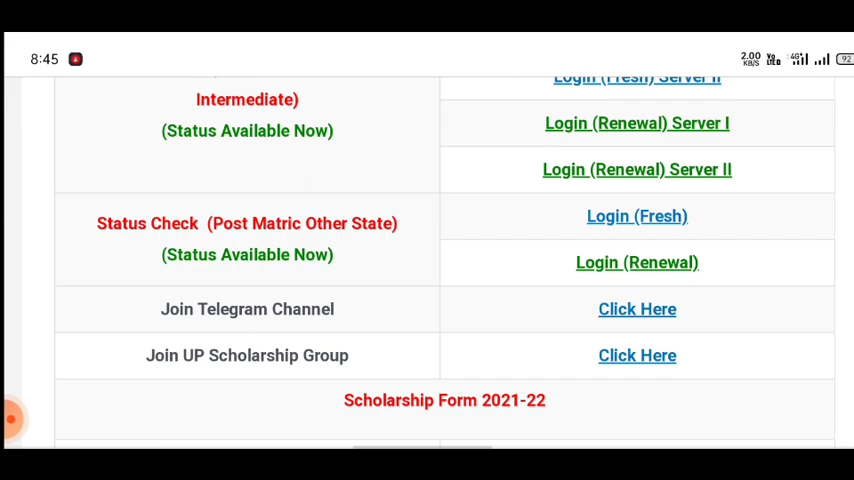 8:45
2.00 KB/S
4G+
92
Login (Fresh) Server II
Intermediate)
(Status Available Now)
Login (Renewal) Server I
Login (Renewal) Server II
Status Check (Post Matric Other State)
(Status Available Now)
Login (Fresh)
Login (Renewal)
Join Telegram Channel
Click Here
Join UP Scholarship Group
Click Here
Scholarship Form 2021-22